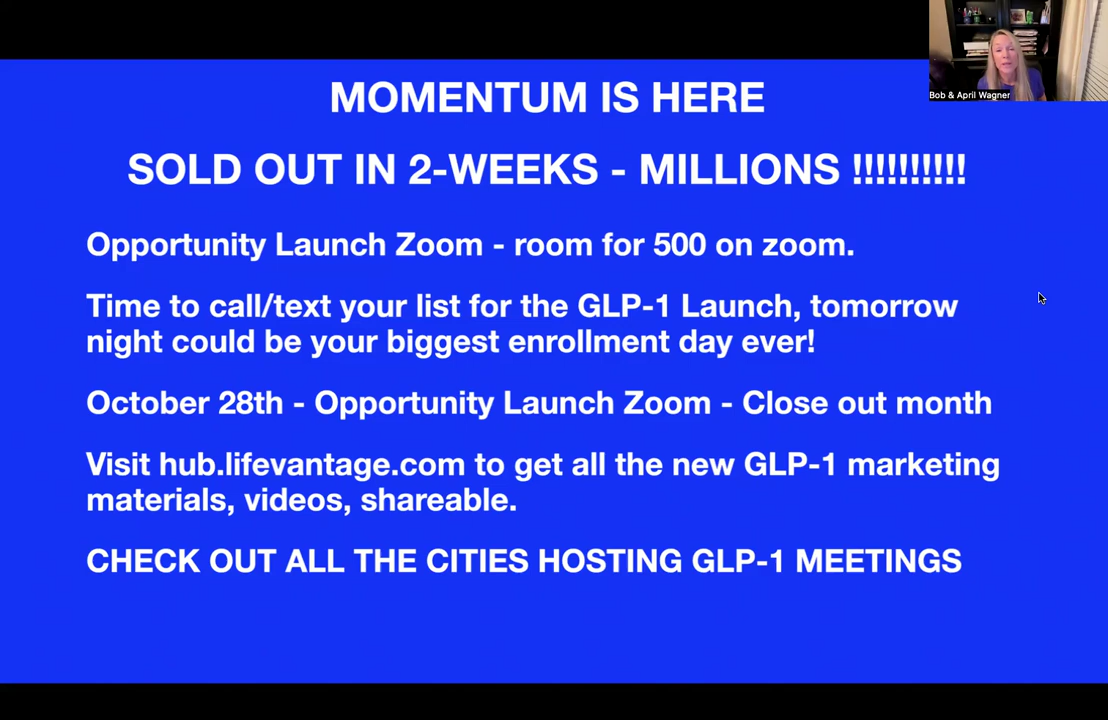 Bob & April Wagner
MOMENTUM IS HERE
SOLD OUT IN 2-WEEKS - MILLIONS !!!!!!!!!!
Opportunity Launch Zoom - room for 500 on zoom.
Time to call/text your list for the GLP-1 Launch, tomorrow
night could be your biggest enrollment day ever!
October 28th - Opportunity Launch Zoom - Close out month
Visit hub.lifevantage.com to get all the new GLP-1 marketing
materials, videos, shareable.
CHECK OUT ALL THE CITIES HOSTING GLP-1 MEETINGS